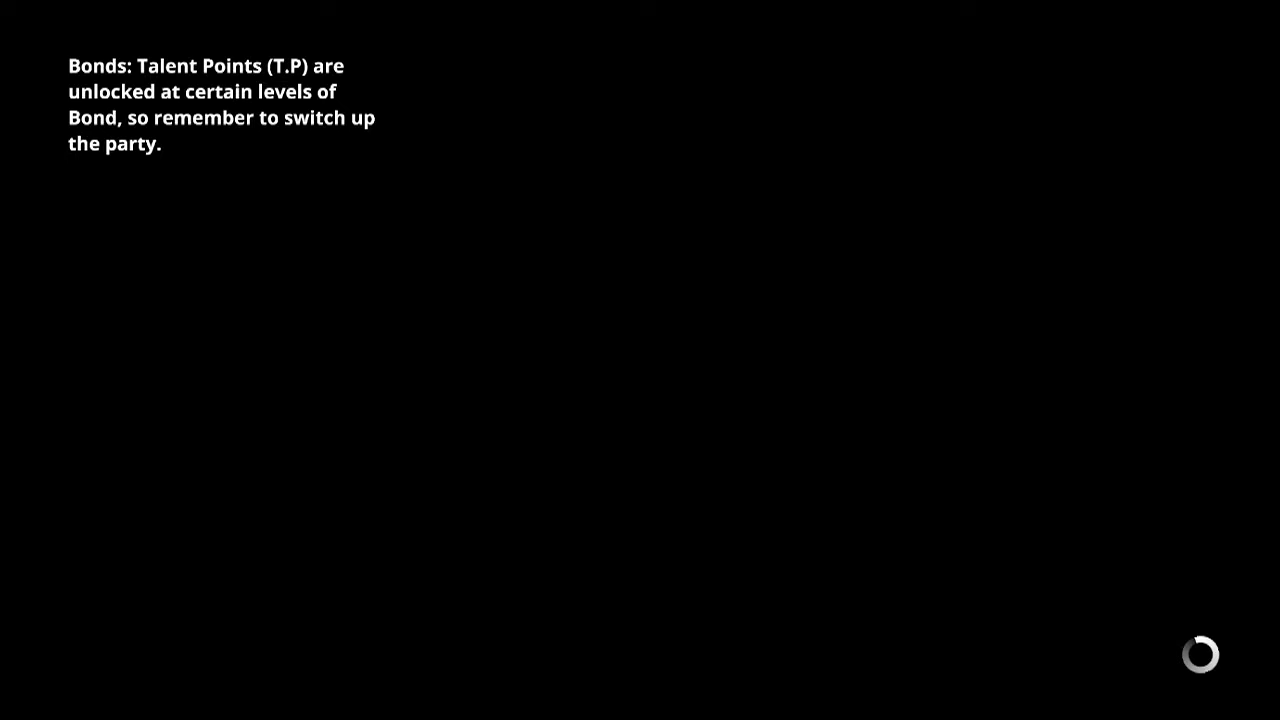 Bonds: Talent Points (T.P) are
unlocked at certain levels of
Bond, so remember to switch up
the party.